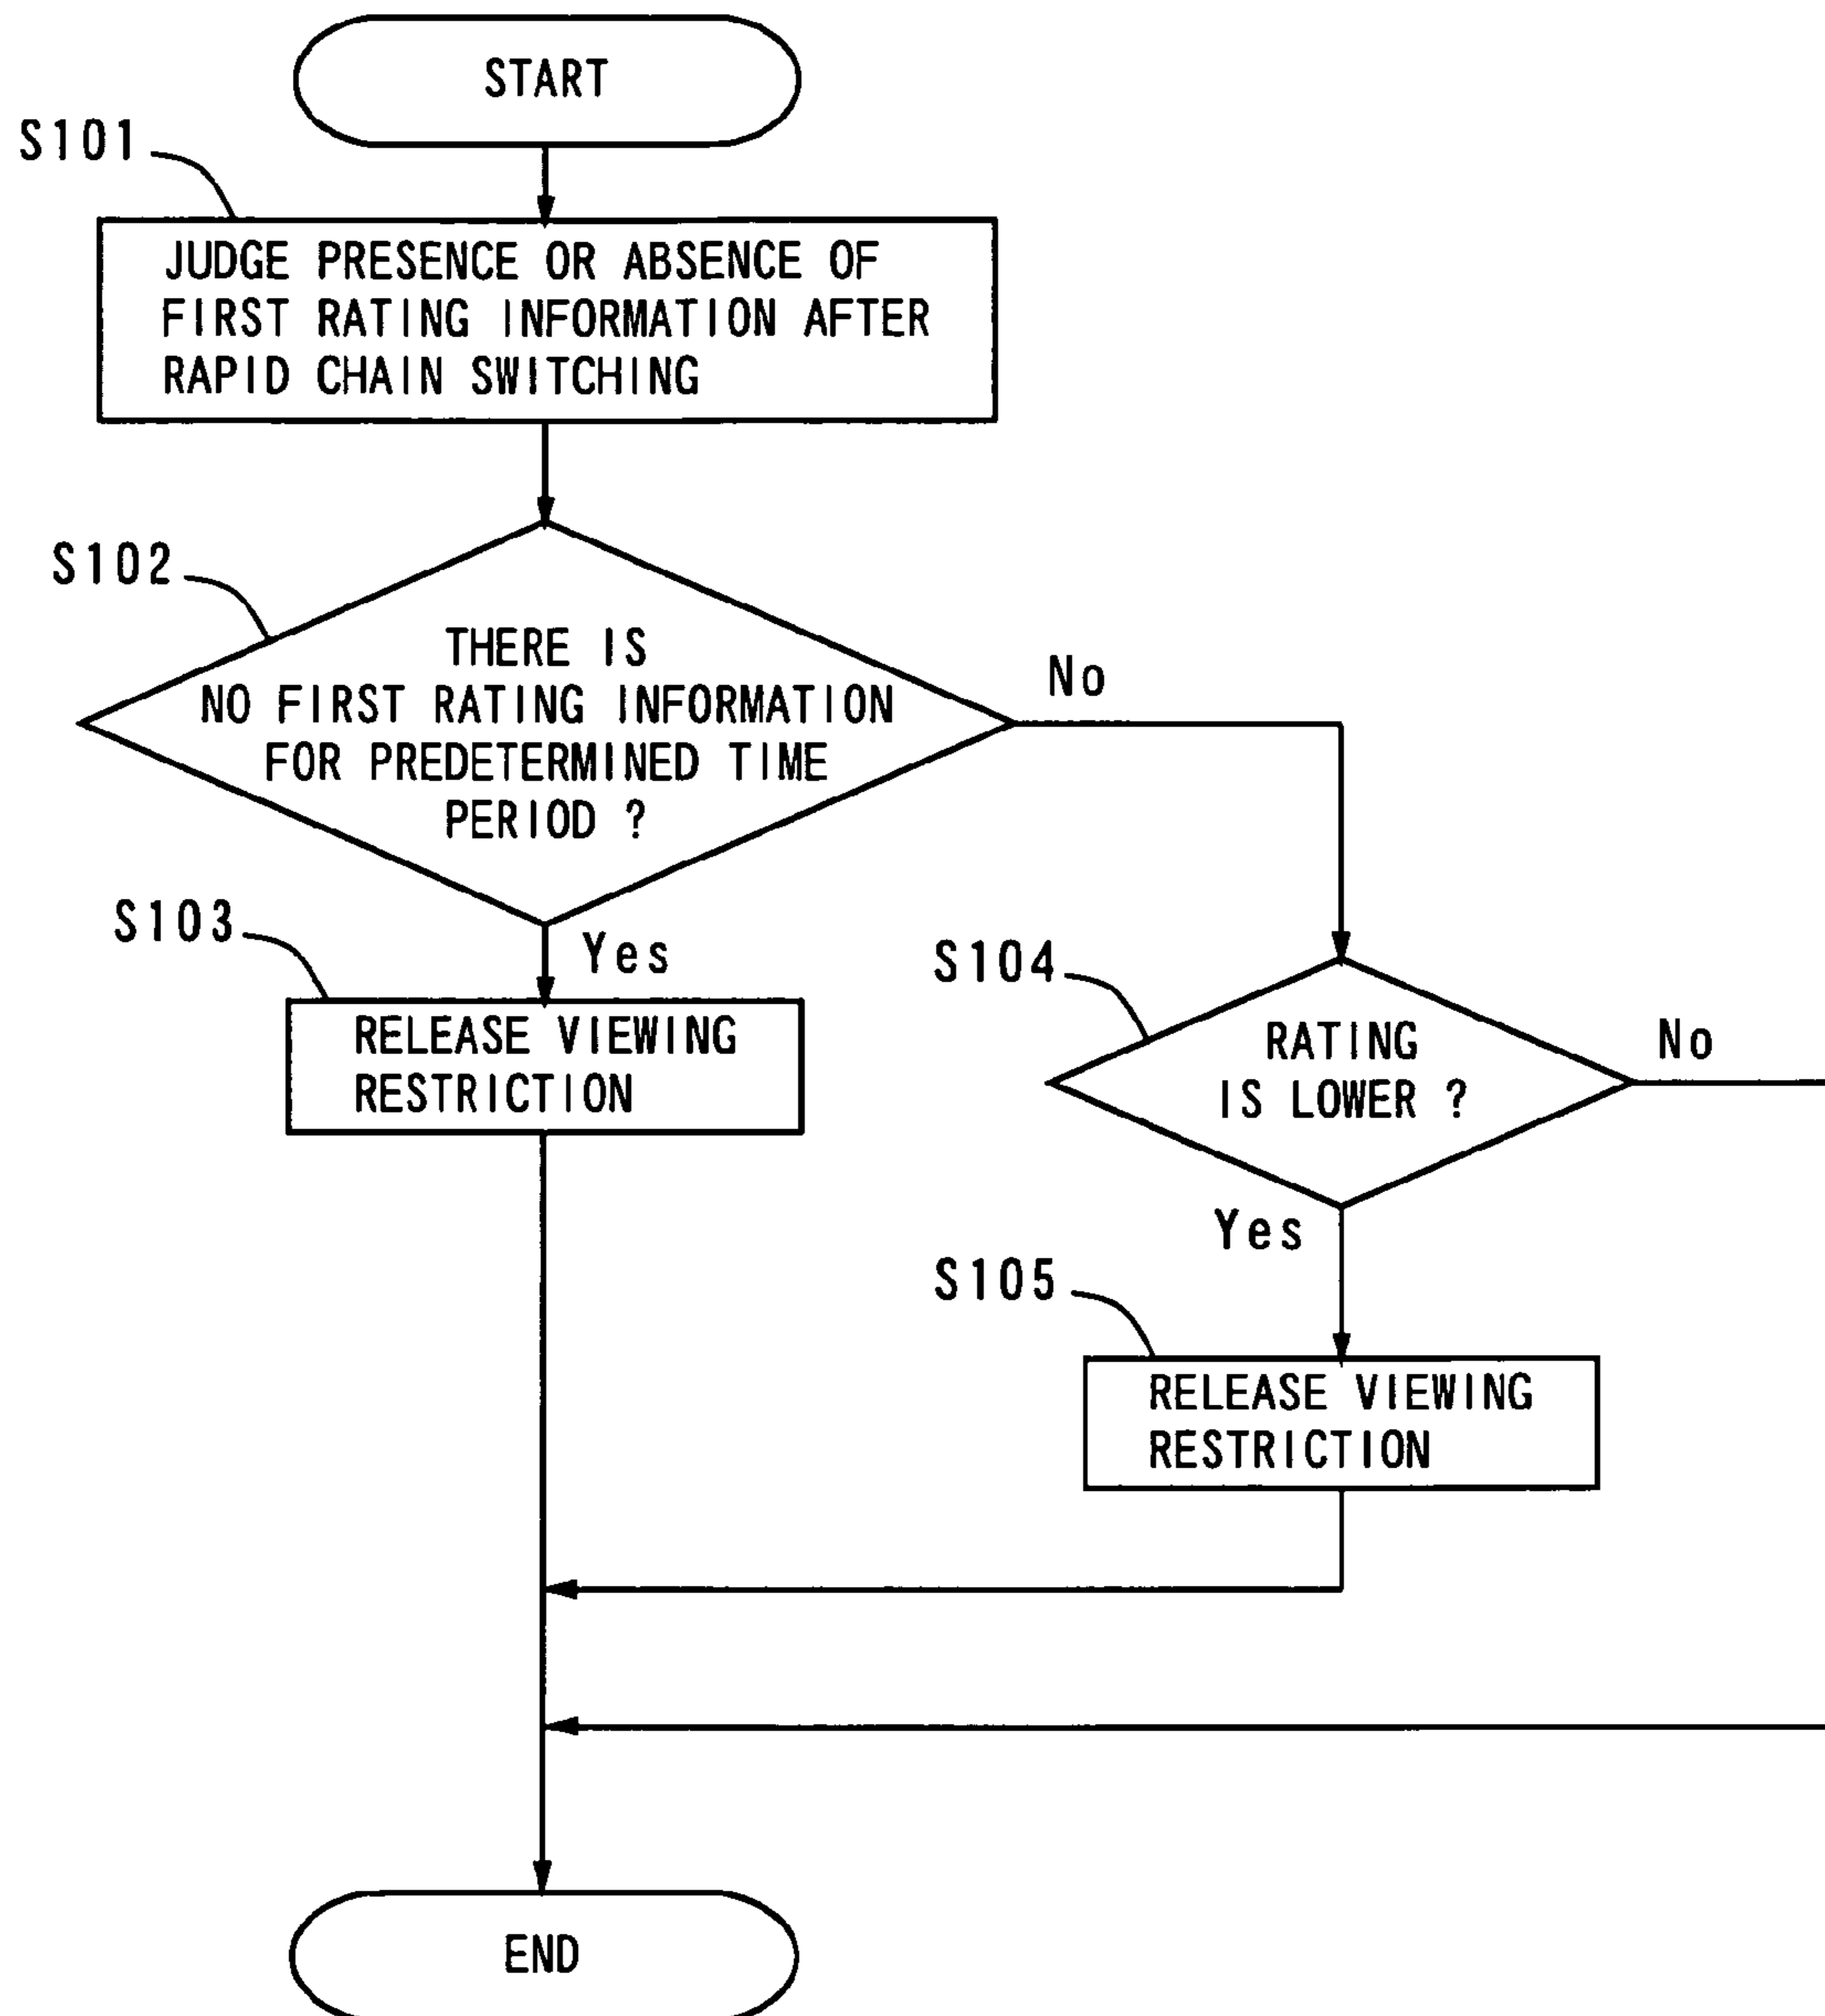 START
S101
JUDGE PRESENCE OR ABSENCE OF
FIRST RATING INFORMATION AFTER
RAPID CHAIN SWITCHING
S102
THERE IS
NO FIRST RATING INFORMATION
FOR PREDETERMINED TIME
PERIOD ?
No
Yes
S103
RELEASE VIEWING
RESTRICTION
S104
RATING
IS LOWER ?
No
Yes
S105
RELEASE VIEWING
RESTRICTION
END